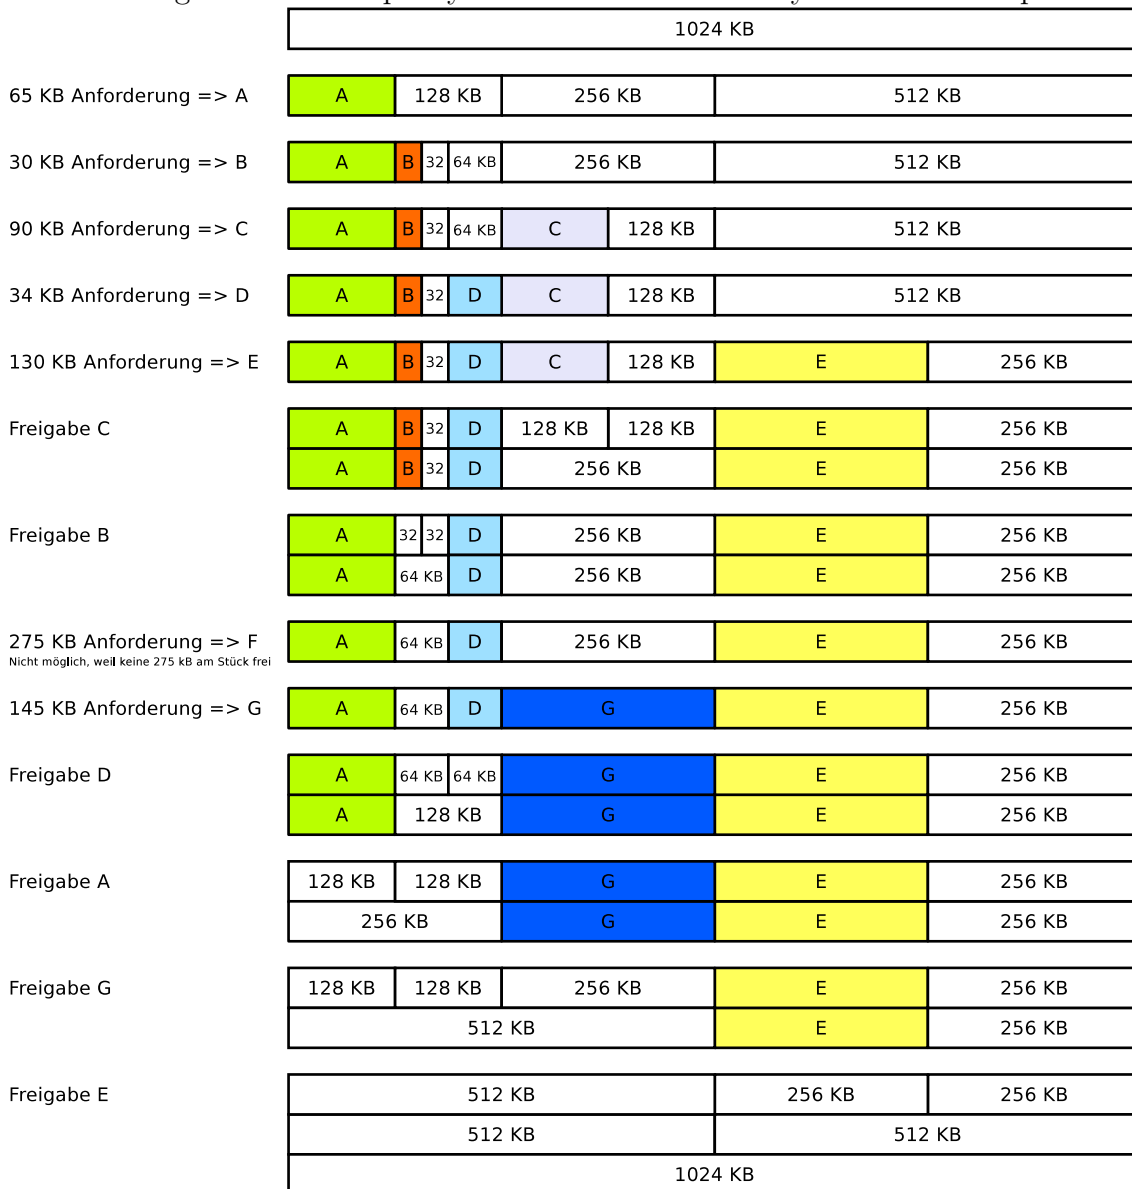 1024 KB
65 KB Anforderung => A A 128 KB 256 KB 512 KB
30 KB Anforderung => B A B 32 64 KB 256 KB 512 KB
90 KB Anforderung => C A B 32 64 KB C 128 KB 512 KB
34 KB Anforderung => D A B 32 D C 128 KB 512 KB
130 KB Anforderung => E A B 32 D C 128 KB E 256 KB
Freigabe C A B 32 D 128 KB 128 KB E 256 KB
A B 32 D 256 KB E 256 KB
Freigabe B A 32 32 D 256 KB E 256 KB
A 64 KB D 256 KB E 256 KB
275 KB Anforderung => F A 64 KB D 256 KB E 256 KB
Nicht möglich, weil keine 275 kB am Stück frei
145 KB Anforderung => G A 64 KB D G E 256 KB
Freigabe D A 64 KB 64 KB G E 256 KB
A 128 KB G E 256 KB
Freigabe A 128 KB 128 KB G E 256 KB
256 KB G E 256 KB
Freigabe G 128 KB 128 KB 256 KB E 256 KB
512 KB E 256 KB
Freigabe E 512 KB 256 KB 256 KB
512 KB 512 KB
1024 KB